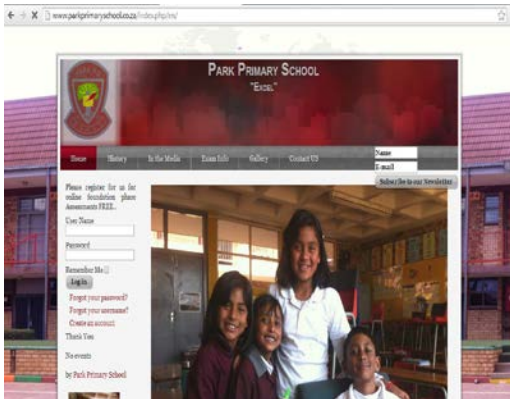 www.parkprimaryschool.co.za/index.php/en/
PARK PRIMARY SCHOOL
"EXCEL"
Home History In the Media Exam Info Gallery Contact US
Name
E-mail
Subscribe to our Newsletter
Please register for us for
online foundation phase
Assessments FREE..
User Name
Password
Remember Me
Log in
Forgot your password?
Forgot your username?
Create an account
Thank You
No events
by Park Primary School